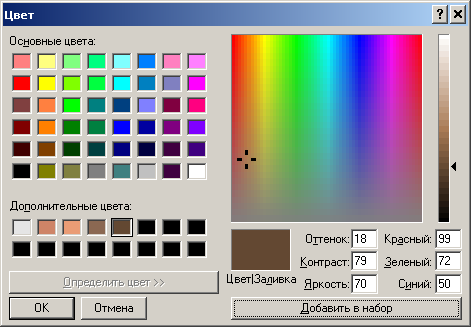 Цвет
Основные цвета:
Дополнительные цвета:
Определить цвет >>
ОК
Отмена
Цвет|Заливка
Оттенок: 18
Контраст: 79
Яркость: 70
Красный: 99
Зеленый: 72
Синий: 50
Добавить в набор